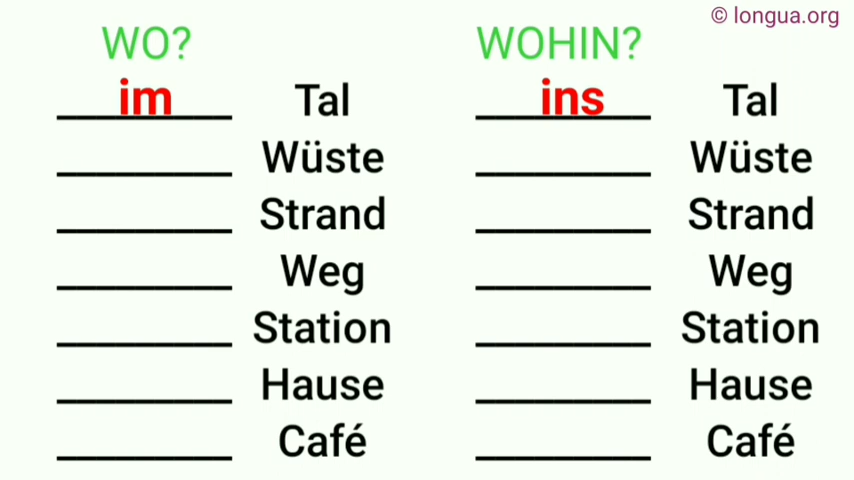 © longua.org
WO? WOHIN?
im Tal ins Tal
Wüste Wüste
Strand Strand
Weg Weg
Station Station
Hause Hause
Café Café